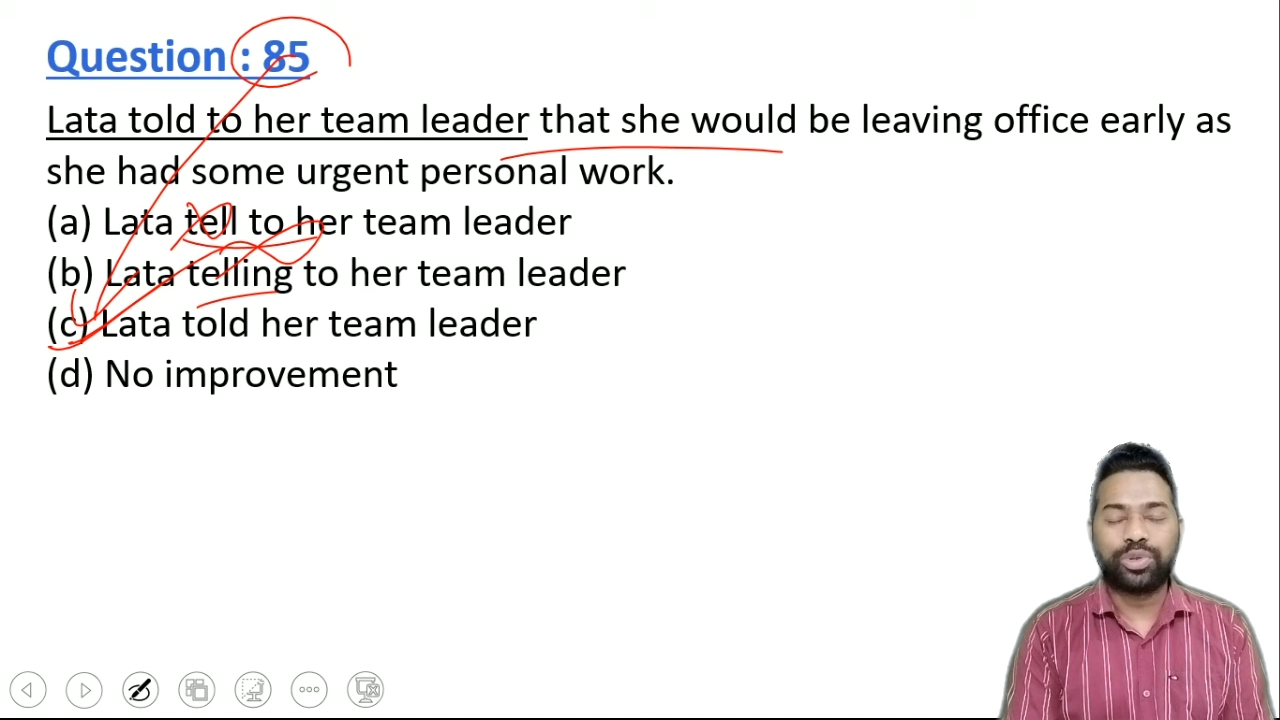 Question : 85
Lata told to her team leader that she would be leaving office early as
she had some urgent personal work.
(a) Lata tell to her team leader
(b) Lata telling to her team leader
(c) Lata told her team leader
(d) No improvement